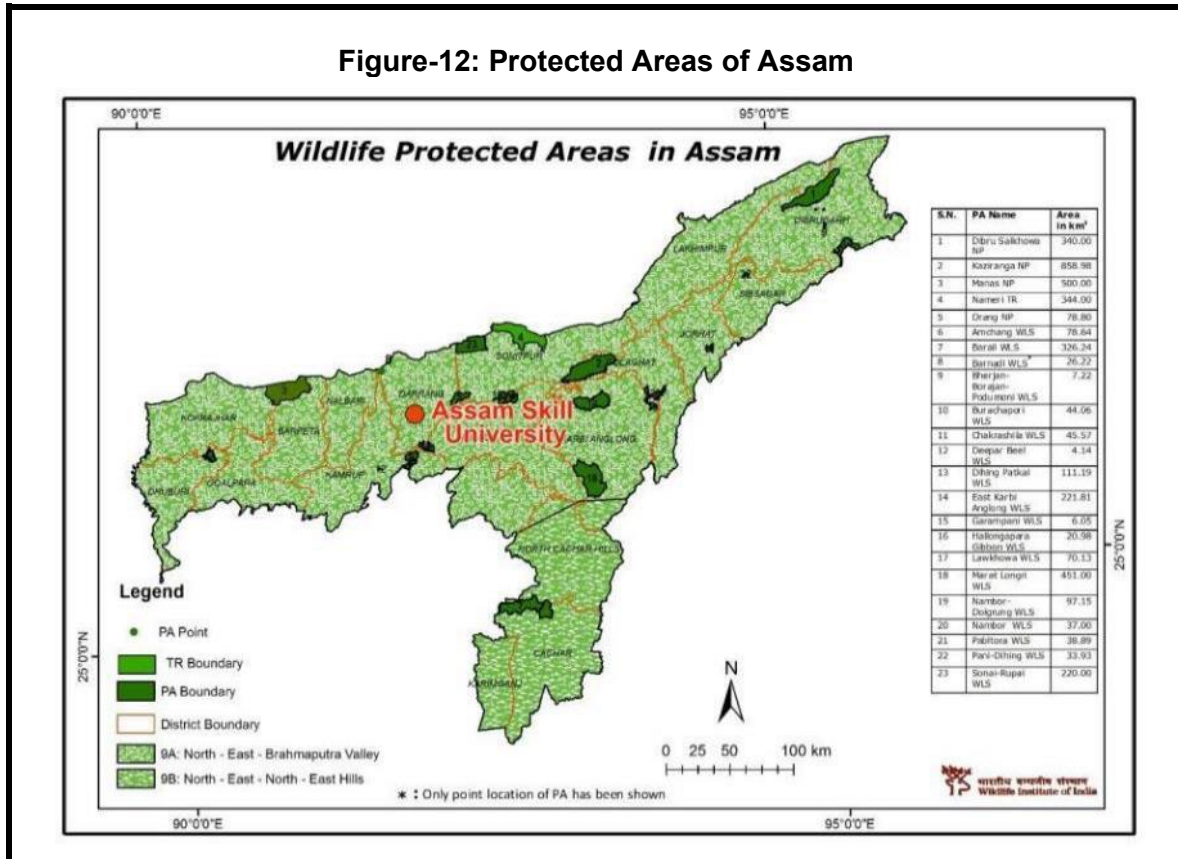 Figure-12: Protected Areas of Assam
90°0'0"E
95°0'0"E
Wildlife Protected Areas in Assam
S.N. PA Name Area in km²
1 Dibru Saikhowa NP 340.00
2 Kaziranga NP 858.98
3 Manas NP 500.00
4 Nameri TR 344.00
5 Orang NP 78.80
6 Amchang WLS 78.64
7 Barail WLS 326.24
8 Barnadi WLS* 26.22
9 Bherjan-Borajan-Podumoni WLS 7.22
10 Burachapori WLS 44.06
11 Chakrashila WLS 45.57
12 Deepar Beel WLS 4.14
13 Dihing Patkai WLS 111.19
14 East Karbi Anglong WLS 221.81
15 Garampani WLS 6.05
16 Hallongapara Gibbon WLS 20.98
17 Lawkhowa WLS 70.13
18 Marat Longri WLS 451.00
19 Nambor-Doigrung WLS 97.15
20 Nambor WLS 37.00
21 Pabitora WLS 38.89
22 Pani-Dihing WLS 33.93
23 Sonai-Rupai WLS 220.00
DIBRUGARH
LAKHIMPUR
SIBSAGAR
JORHAT
SONITPUR
DARRANG
NALBARI
KOKRAJHAR
BARPETA
KAMRUP
GOALPARA
DHUBURI
NORTH CACHAR HILLS
CACHAR
KARIMGANJ
Assam Skill
University
25°0'0"N
25°0'0"N
Legend
PA Point
TR Boundary
PA Boundary
District Boundary
9A: North - East - Brahmaputra Valley
9B: North - East - North - East Hills
N
0 25 50 100 km
* : Only point location of PA has been shown
भारतीय वन्यजीव संस्थान
Wildlife Institute of India
90°0'0"E
95°0'0"E